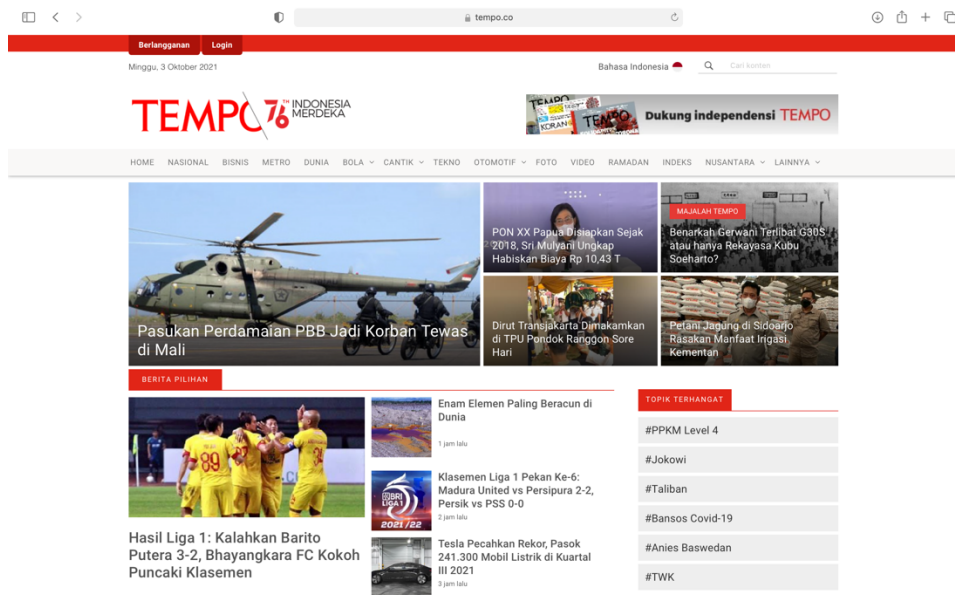 tempo.co
Berlangganan Login
Minggu, 3 Oktober 2021
Bahasa Indonesia
Cari konten
TEMPO 76TH INDONESIA
MERDEKA
TEMPO
KORAN TEMPO
Dukung independensi TEMPO
HOME NASIONAL BISNIS METRO DUNIA BOLA CANTIK TEKNO OTOMOTIF FOTO VIDEO RAMADAN INDEKS NUSANTARA LAINNYA
Pasukan Perdamaian PBB Jadi Korban Tewas
di Mali
PON XX Papua Disiapkan Sejak
2018, Sri Mulyani Ungkap
Habiskan Biaya Rp 10,43 T
MAJALAH TEMPO
Benarkah Gerwani Terlibat G30S
atau hanya Rekayasa Kubu
Soeharto?
Dirut Transjakarta Dimakamkan
di TPU Pondok Ranggon Sore
Hari
Petani Jagung di Sidoarjo
Rasakan Manfaat Irigasi
Kementan
BERITA PILIHAN
89
Hasil Liga 1: Kalahkan Barito
Putera 3-2, Bhayangkara FC Kokoh
Puncaki Klasemen
Enam Elemen Paling Beracun di
Dunia
1 jam lalu
BRI
LIGA 1
2021/22
Klasemen Liga 1 Pekan Ke-6:
Madura United vs Persipura 2-2,
Persik vs PSS 0-0
2 jam lalu
Tesla Pecahkan Rekor, Pasok
241.300 Mobil Listrik di Kuartal
III 2021
3 jam lalu
TOPIK TERHANGAT
#PPKM Level 4
#Jokowi
#Taliban
#Bansos Covid-19
#Anies Baswedan
#TWK